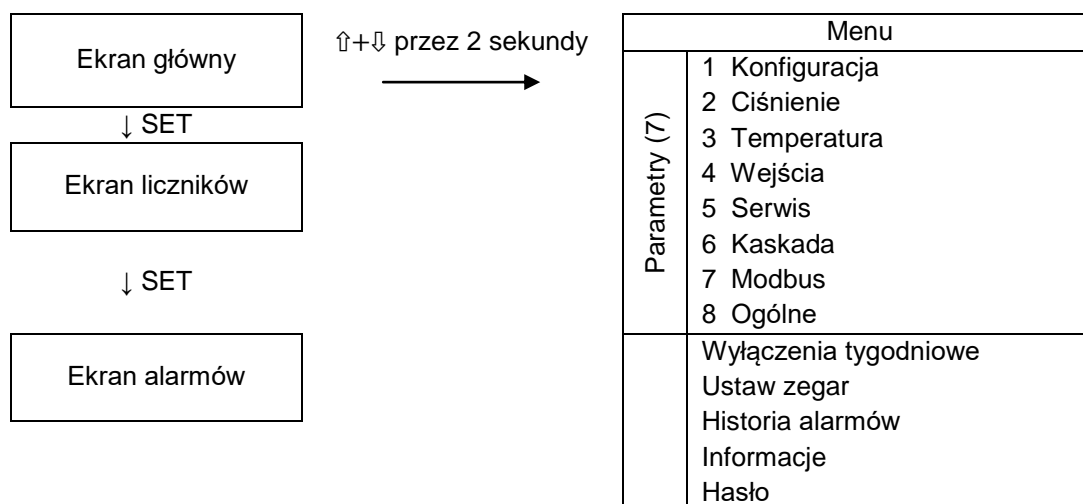 Ekran główny
⇧+⇩ przez 2 sekundy
↓ SET
Ekran liczników
↓ SET
Ekran alarmów
Menu
Parametry (7)
1 Konfiguracja
2 Ciśnienie
3 Temperatura
4 Wejścia
5 Serwis
6 Kaskada
7 Modbus
8 Ogólne
Wyłączenia tygodniowe
Ustaw zegar
Historia alarmów
Informacje
Hasło